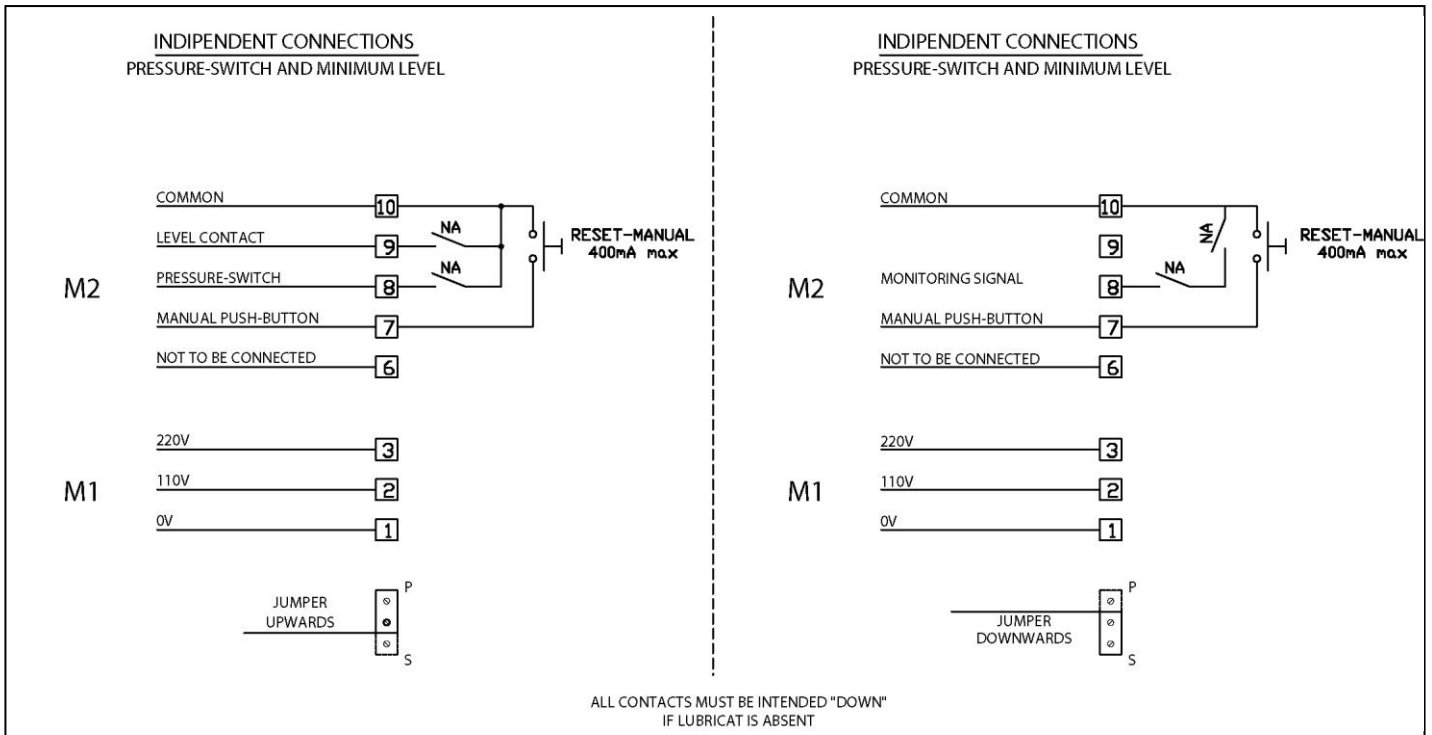 INDIPENDENT CONNECTIONS
PRESSURE-SWITCH AND MINIMUM LEVEL
COMMON
10
NA
RESET-MANUAL
400mA max
LEVEL CONTACT
9
M2
NA
PRESSURE-SWITCH
8
MANUAL PUSH-BUTTON
7
NOT TO BE CONNECTED
6
220V
3
M1
110V
2
0V
1
JUMPER
UPWARDS
P
S
INDIPENDENT CONNECTIONS
PRESSURE-SWITCH AND MINIMUM LEVEL
COMMON
10
NA
RESET-MANUAL
400mA max
9
M2
NA
MONITORING SIGNAL
8
MANUAL PUSH-BUTTON
7
NOT TO BE CONNECTED
6
220V
3
M1
110V
2
0V
1
P
JUMPER
DOWNWARDS
S
ALL CONTACTS MUST BE INTENDED "DOWN"
IF LUBRICAT IS ABSENT